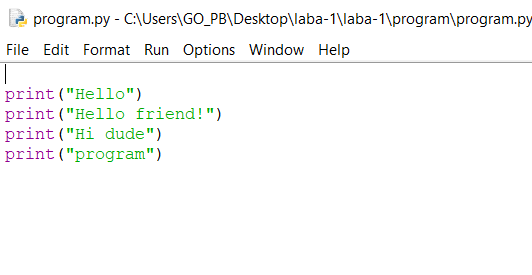 program.py - C:\Users\GO_PB\Desktop\laba-1\laba-1\program\program.py
File Edit Format Run Options Window Help
print("Hello")
print("Hello friend!")
print("Hi dude")
print("program")